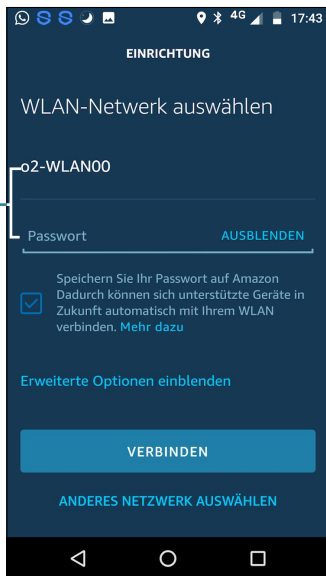 4G 17:43
EINRICHTUNG
WLAN-Netwerk auswählen
o2-WLAN00
Passwort AUSBLENDEN
Speichern Sie Ihr Passwort auf Amazon
Dadurch können sich unterstützte Geräte in
Zukunft automatisch mit Ihrem WLAN
verbinden. Mehr dazu
Erweiterte Optionen einblenden
VERBINDEN
ANDERES NETZWERK AUSWÄHLEN